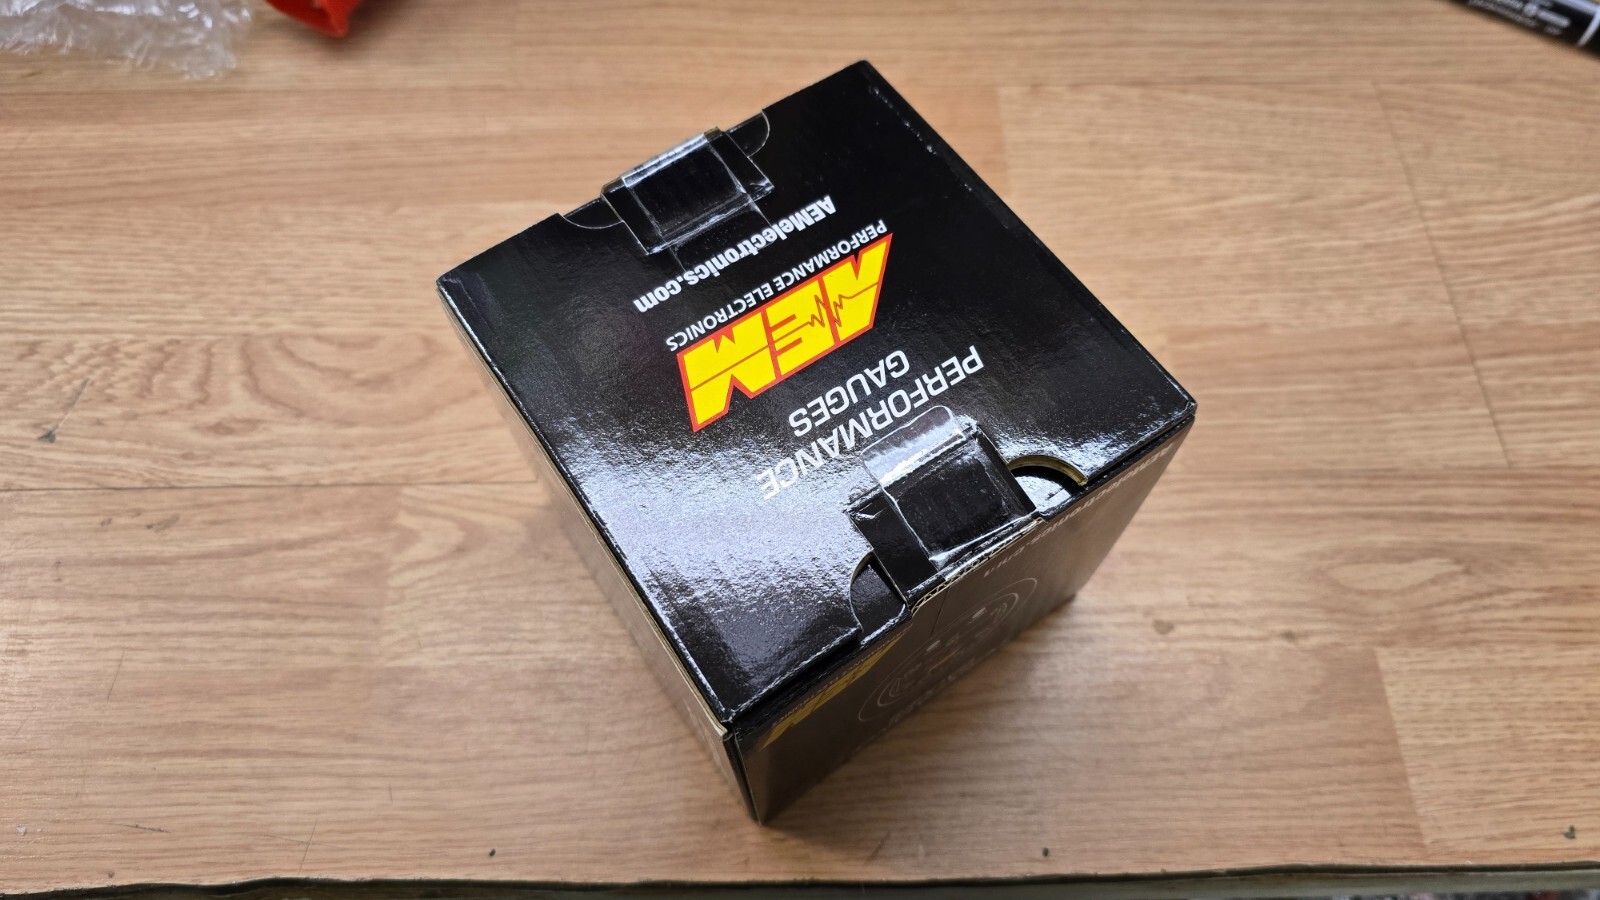 PERFORMANCE
GAUGES
AEM
PERFORMANCE ELECTRONICS
AEMelectronics.com